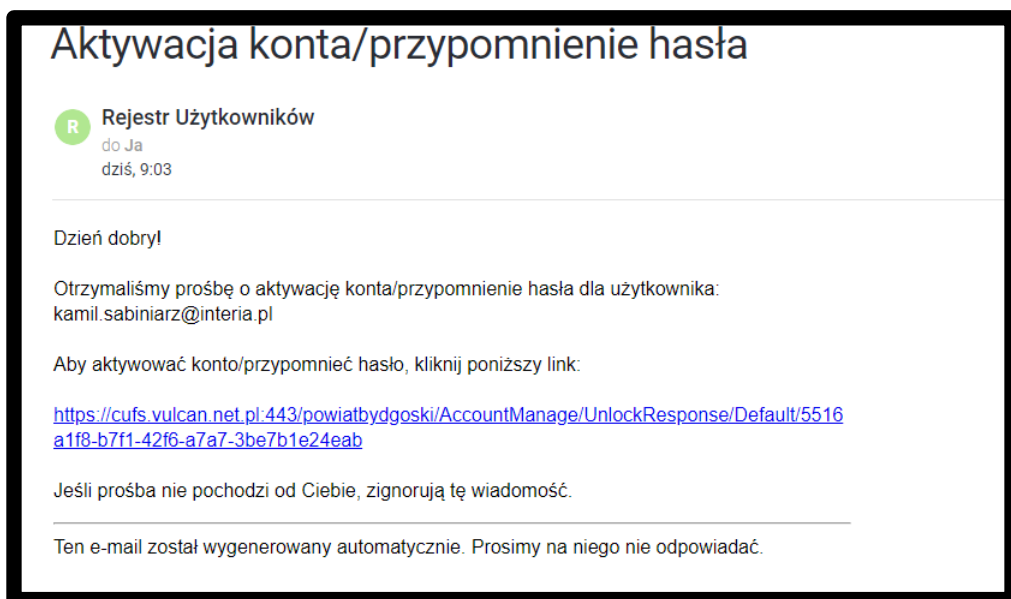 Aktywacja konta/przypomnienie hasła
R
Rejestr Użytkowników
do Ja
dziś, 9:03
Dzień dobry!
Otrzymaliśmy prośbę o aktywację konta/przypomnienie hasła dla użytkownika:
kamil.sabiniarz@interia.pl
Aby aktywować konto/przypomnieć hasło, kliknij poniższy link:
https://cufs.vulcan.net.pl:443/powiatbydgoski/AccountManage/UnlockResponse/Default/5516
a1f8-b7f1-42f6-a7a7-3be7b1e24eab
Jeśli prośba nie pochodzi od Ciebie, zignorują tę wiadomość.
Ten e-mail został wygenerowany automatycznie. Prosimy na niego nie odpowiadać.